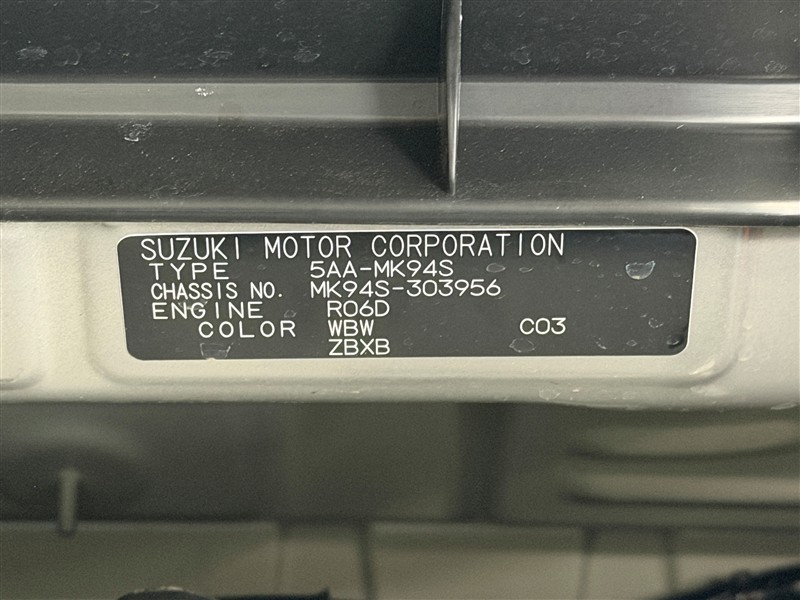 SUZUKI MOTOR CORPORATION
TYPE 5AA-MK94S
CHASSIS NO. MK94S-303956
ENGINE R06D
COLOR WBW C03
ZBXB